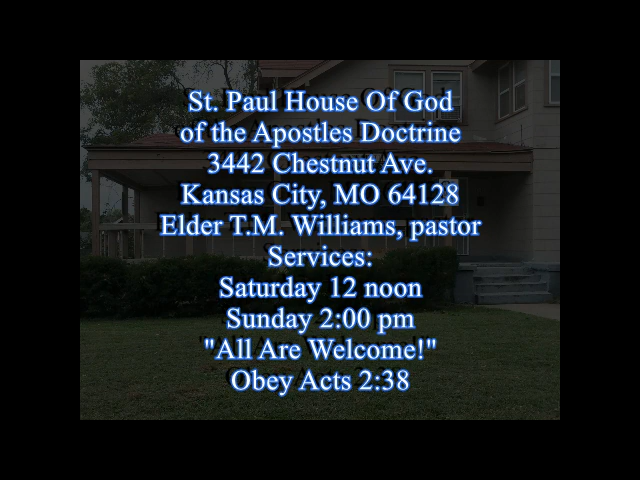 St. Paul House Of God
of the Apostles Doctrine
3442 Chestnut Ave.
Kansas City, MO 64128
Elder T.M. Williams, pastor
Services:
Saturday 12 noon
Sunday 2:00 pm
"All Are Welcome!"
Obey Acts 2:38